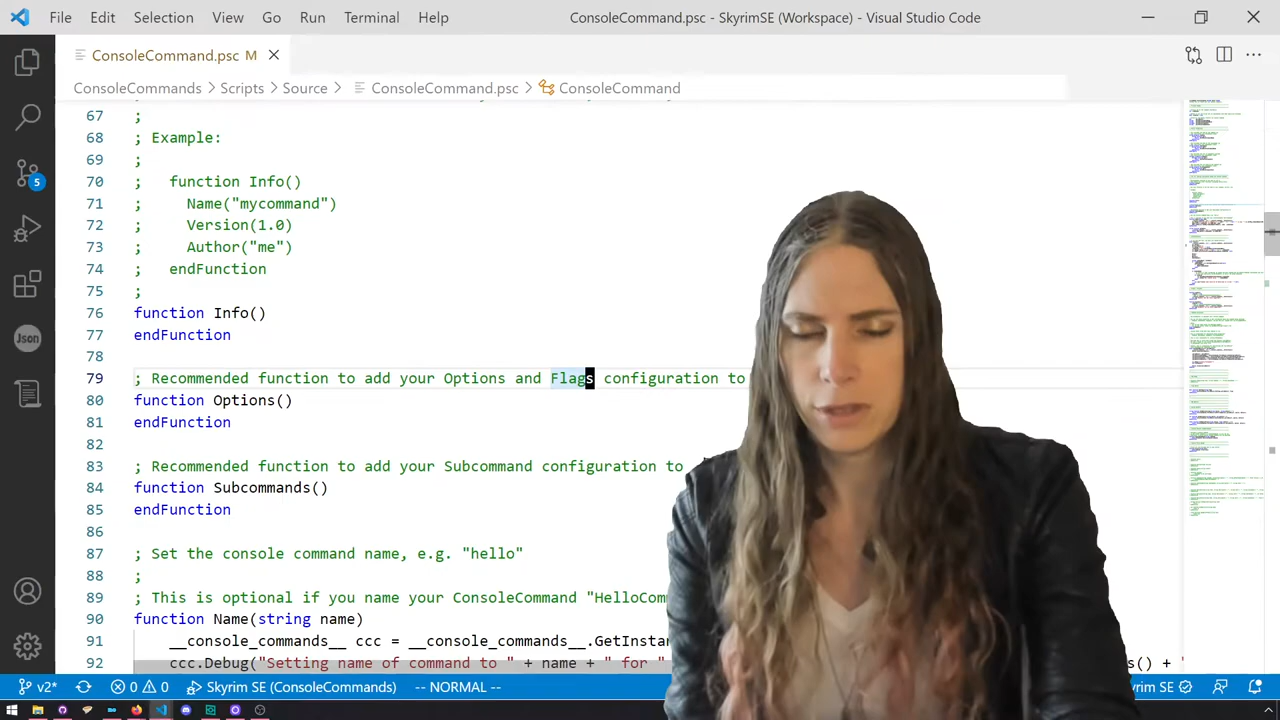 File Edit Selection View Go Run Terminal Help ConsoleCommand.psc - SkyrimSE (Workspace) - Visual Studio Code
ConsoleCommand.psc M
ConsoleCommands > Scripts > Source > ConsoleCommand.psc > ConsoleCommand
67 ;
68 ; Example:
69 ;
70 ;   function Info()
71 ;     Name("mycommand")
72 ;     Version(1.0)
73 ;     Author("me")
74 ;   endFunction
75 ;
76 function Info()
77 endFunction
78
79 ; Recommended function to add your Option and Flags configuration to
80 function Options()
81 endFunction
82
83 ; Recommended function to add your Subcommand configuration to
84 function Subcommands
85 endFunction
86
87 ; Set the console command name, e.g. "hello"
88 ;
89 ; This is optional if you name your ConsoleCommand "HelloCom
90 function Name(string name)
91 __console_commands__ ccc = __console_commands__.GetInstan
92 ccc.Debug("Setting name of command to " + name + " for " s() + "
5
Json
v2* 0 0 Skyrim SE (ConsoleCommands) -- NORMAL -- yrim SE